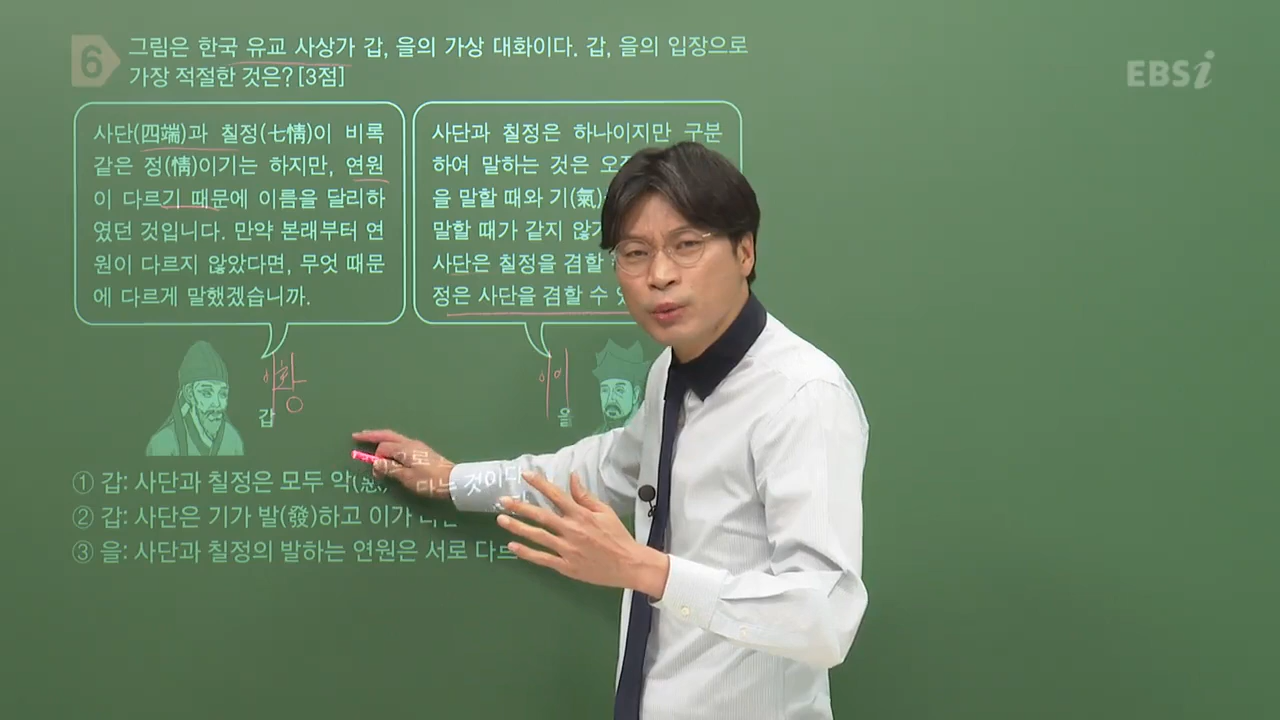 6 그림은 한국 유교 사상가 갑, 을의 가상 대화이다. 갑, 을의 입장으로
가장 적절한 것은? [3점]
EBSi
사단(四端)과 칠정(七情)이 비록
같은 정(情)이기는 하지만, 연원
이 다르기 때문에 이름을 달리하
였던 것입니다. 만약 본래부터 연
원이 다르지 않았다면, 무엇 때문
에 다르게 말했겠습니까.
사단과 칠정은 하나이지만 구분
하여 말하는 것은
을 말할 때와 기(氣)
말할 때가 같지
사단은 칠정을 겸할
정은 사단을 겸할 수
이황
갑
이이
을
① 갑: 사단과 칠정은 모두 악(惡)
것이다
② 갑: 사단은 기가 발(發)하고 이가
③ 을: 사단과 칠정의 발하는 연원은 서로